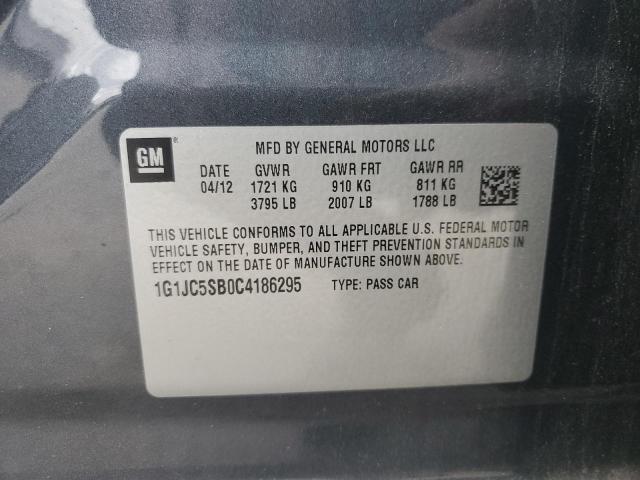 GM ®
MFD BY GENERAL MOTORS LLC
DATE GVWR GAWR FRT GAWR RR
04/12 1721 KG 910 KG 811 KG
3795 LB 2007 LB 1788 LB
THIS VEHICLE CONFORMS TO ALL APPLICABLE U.S. FEDERAL MOTOR
VEHICLE SAFETY, BUMPER, AND THEFT PREVENTION STANDARDS IN
EFFECT ON THE DATE OF MANUFACTURE SHOWN ABOVE.
1G1JC5SB0C4186295 TYPE: PASS CAR